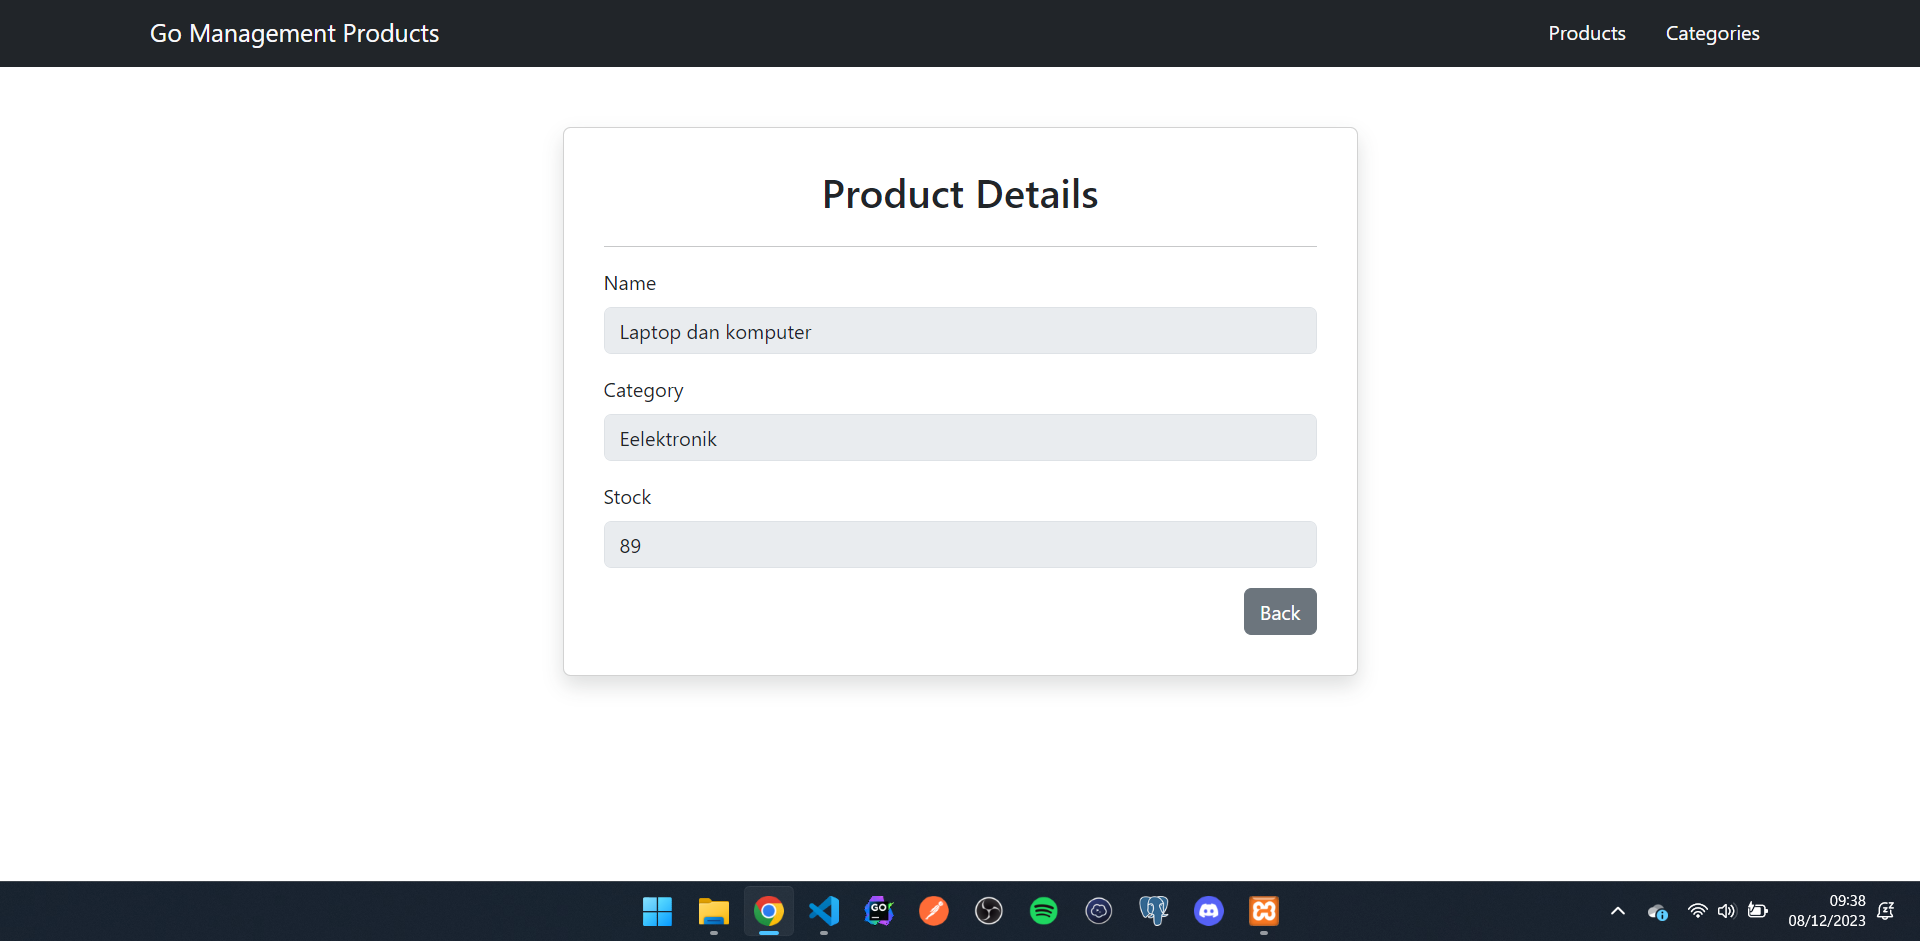 Go Management Products
Products
Categories
Product Details
Name
Laptop dan komputer
Category
Eelektronik
Stock
89
Back
GO
09:38
08/12/2023